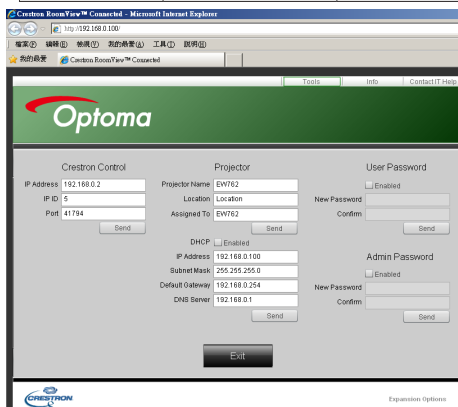 Crestron RoomView™ Connected - Microsoft Internet Explorer
http://192.168.0.100/
檔案(F) 編輯(E) 檢視(V) 我的最愛(A) 工具(T) 說明(H)
我的最愛 Crestron RoomView™ Connected
Tools Info Contact IT Help
Optoma
Crestron Control
IP Address 192.168.0.2
IP ID 5
Port 41794
Send
Projector
Projector Name EW762
Location Location
Assigned To EW762
Send
DHCP Enabled
IP Address 192.168.0.100
Subnet Mask 255.255.255.0
Default Gateway 192.168.0.254
DNS Server 192.168.0.1
Send
User Password
Enabled
New Password
Confirm
Send
Admin Password
Enabled
New Password
Confirm
Send
Exit
CRESTRON
Expansion Options